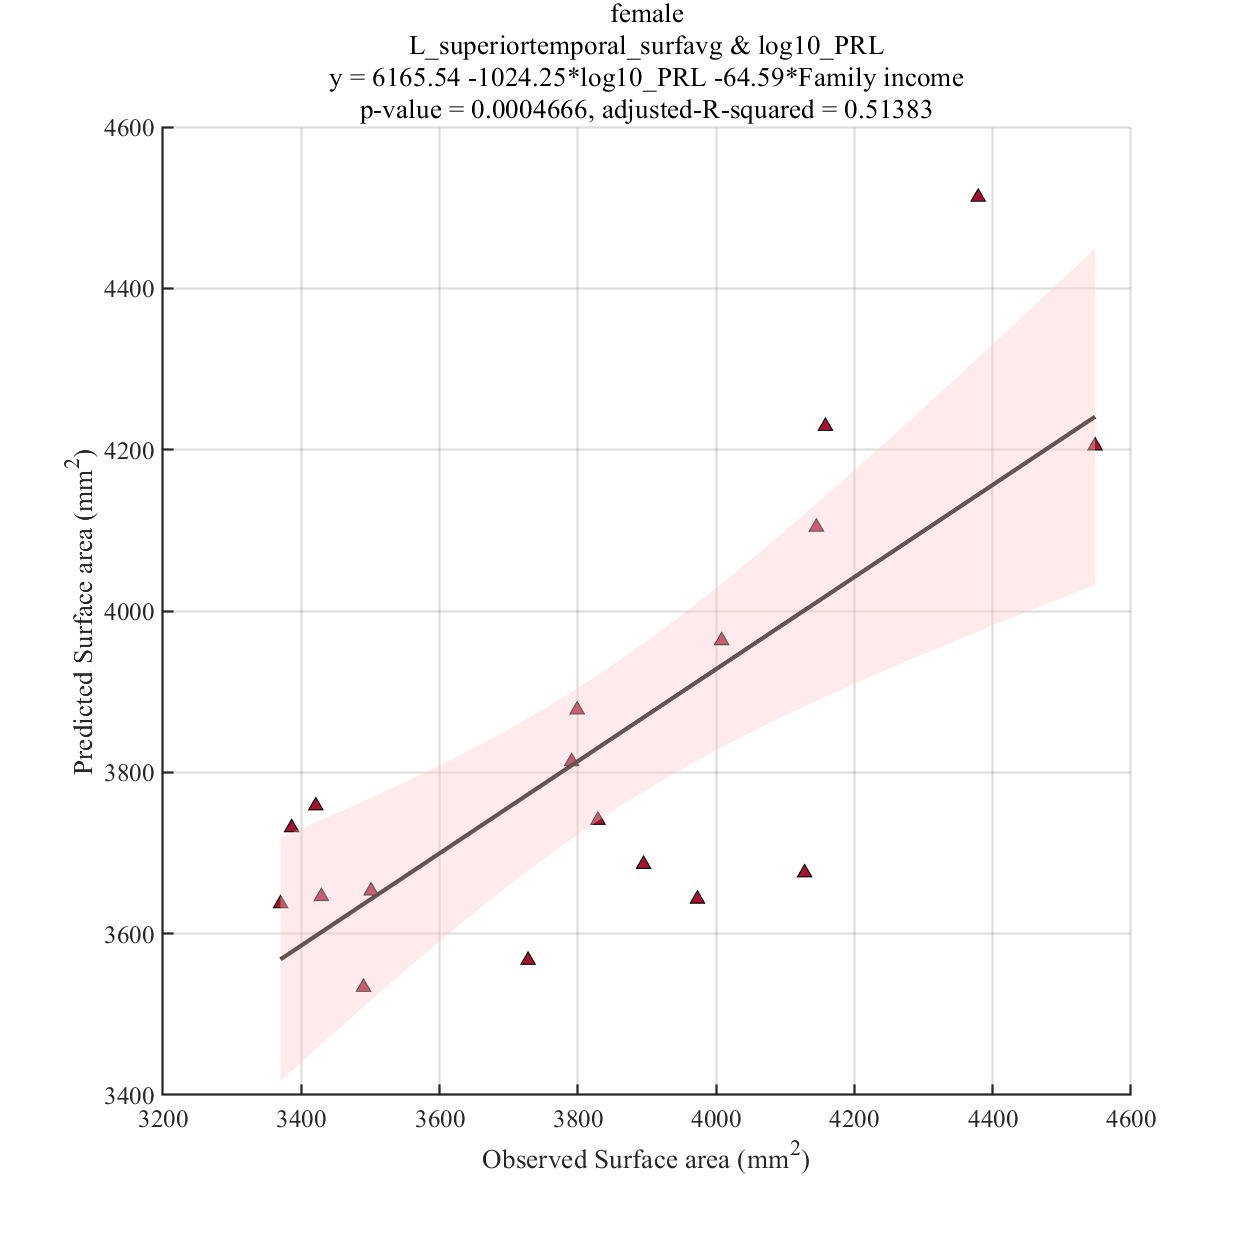 female
L_superiortemporal_surfavg & log10_PRL
y = 6165.54 -1024.25*log10_PRL -64.59*Family income
p-value = 0.0004666, adjusted-R-squared = 0.51383
4600
4400
4200
4000
3800
3600
3400
Predicted Surface area (mm²)
3200 3400 3600 3800 4000 4200 4400 4600
Observed Surface area (mm²)